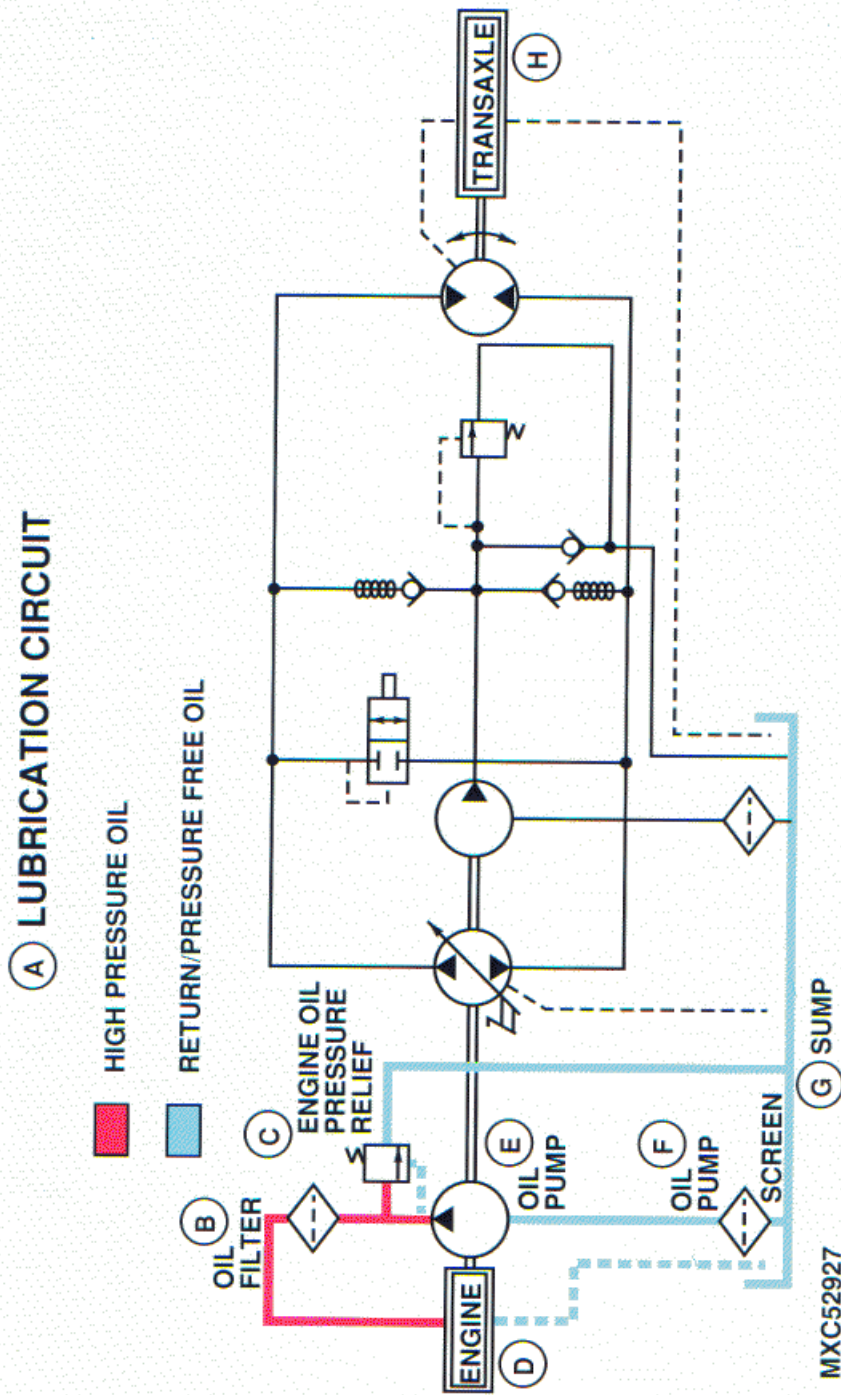 A LUBRICATION CIRCUIT
HIGH PRESSURE OIL
RETURN/PRESSURE FREE OIL
B
OIL
FILTER
C
ENGINE OIL
PRESSURE
RELIEF
ENGINE
D
E
OIL
PUMP
F
OIL
PUMP
SCREEN
G SUMP
TRANSAXLE
H
MXC52927